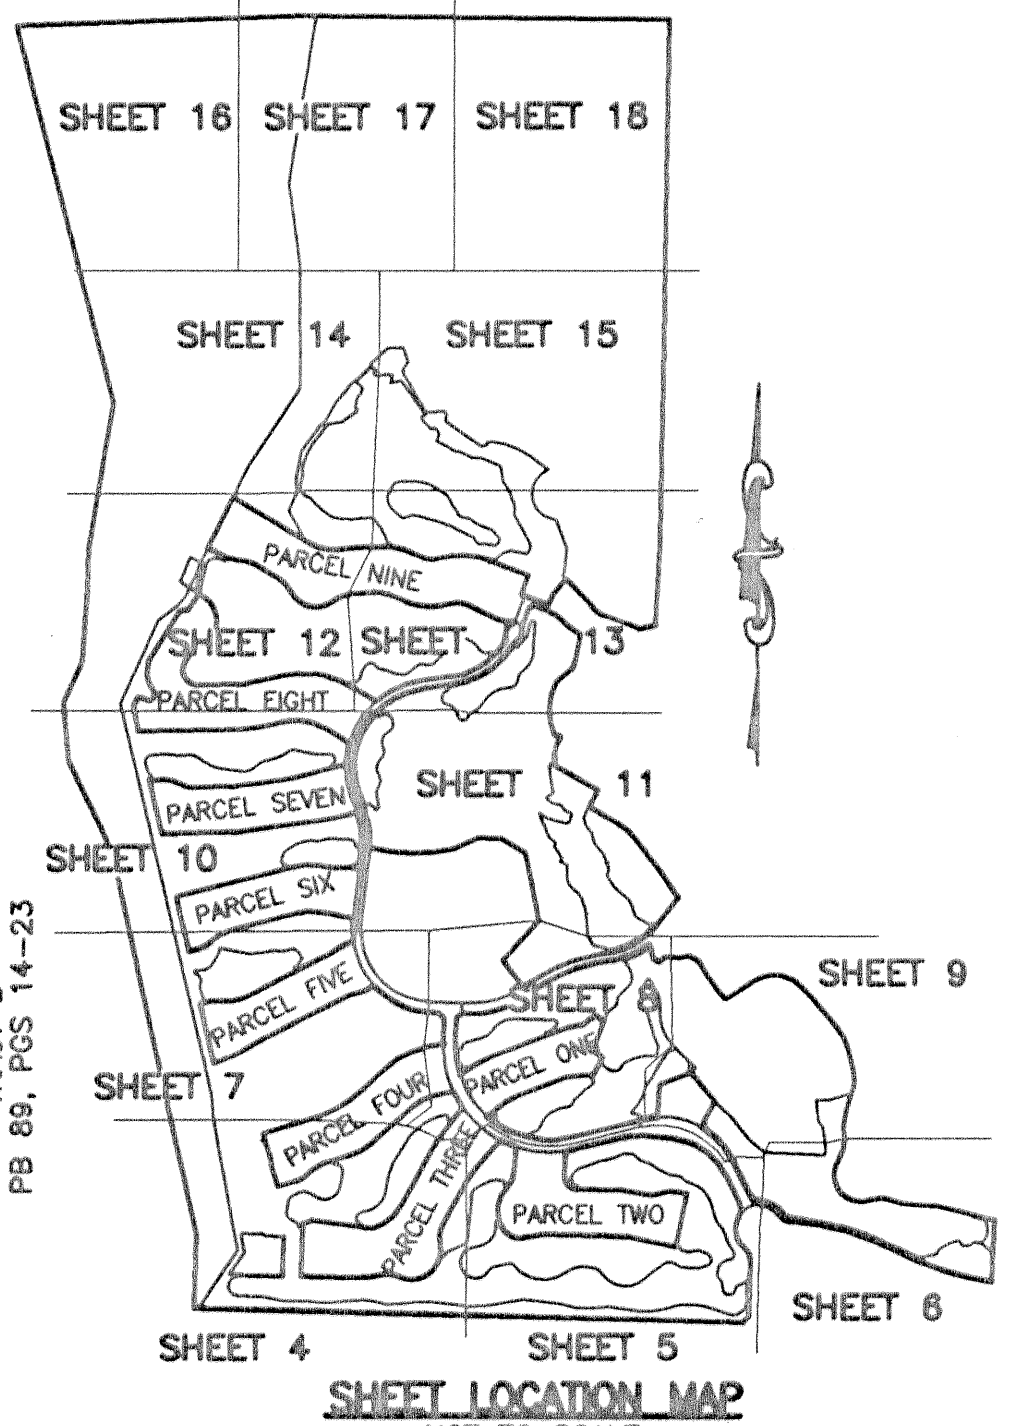 SHEET 16
SHEET 17
SHEET 18
SHEET 14
SHEET 15
PARCEL NINE
SHEET 12
SHEET 13
PARCEL EIGHT
SHEET 11
PARCEL SEVEN
SHEET 10
PARCEL SIX
PB 89, PGS 14-23
SHEET 9
PARCEL FIVE
SHEET 8
PARCEL ONE
SHEET 7
PARCEL FOUR
PARCEL THREE
PARCEL TWO
SHEET 6
SHEET 4
SHEET 5
SHEET LOCATION MAP